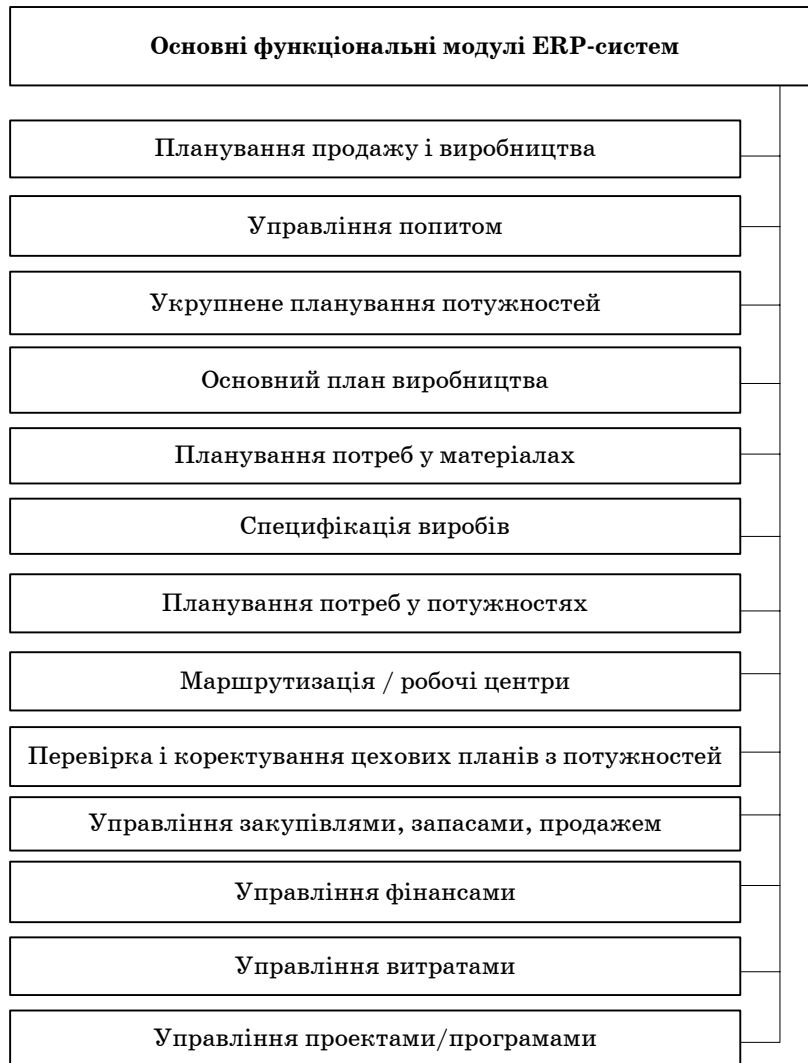 Основні функціональні модулі ERP-систем
Планування продажу і виробництва
Управління попитом
Укрупнене планування потужностей
Основний план виробництва
Планування потреб у матеріалах
Специфікація виробів
Планування потреб у потужностях
Маршрутизація / робочі центри
Перевірка і коректування цехових планів з потужностей
Управління закупівлями, запасами, продажем
Управління фінансами
Управління витратами
Управління проектами/програмами